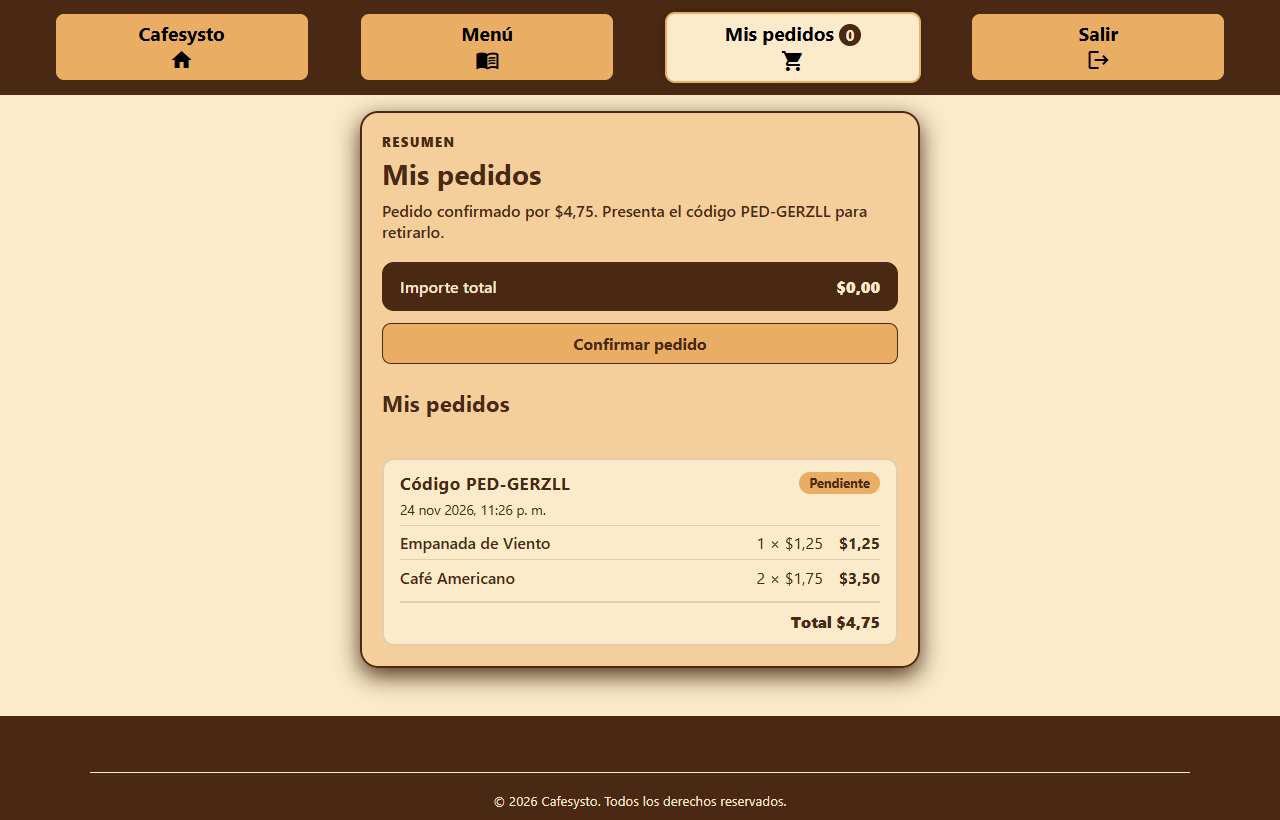 Cafesysto
Menú
Mis pedidos 0
Salir
RESUMEN
Mis pedidos
Pedido confirmado por $4,75. Presenta el código PED-GERZLL para
retirarlo.
Importe total $0,00
Confirmar pedido
Mis pedidos
Código PED-GERZLL Pendiente
24 nov 2026, 11:26 p. m.
Empanada de Viento 1 × $1,25 $1,25
Café Americano 2 × $1,75 $3,50
Total $4,75
© 2026 Cafesysto. Todos los derechos reservados.